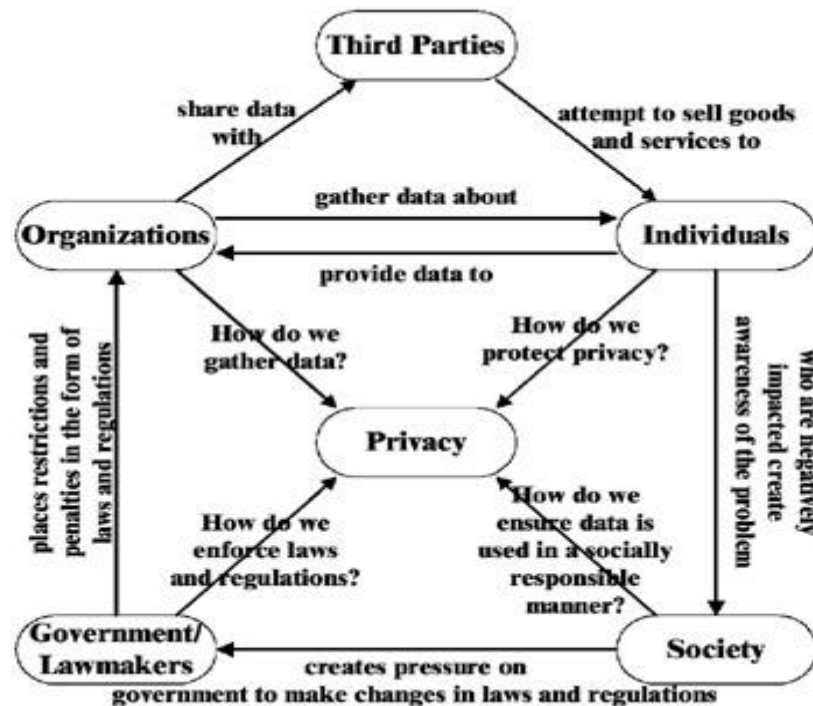 Third Parties
share data
with
attempt to sell goods
and services to
gather data about
Organizations
Individuals
provide data to
How do we
gather data?
How do we
protect privacy?
places restrictions and
penalties in the form of
laws and regulations
who are negatively
impacted create
awareness of the problem
Privacy
How do we
enforce laws
and regulations?
How do we
ensure data is
used in a socially
responsible
manner?
Government/
Lawmakers
Society
creates pressure on
government to make changes in laws and regulations